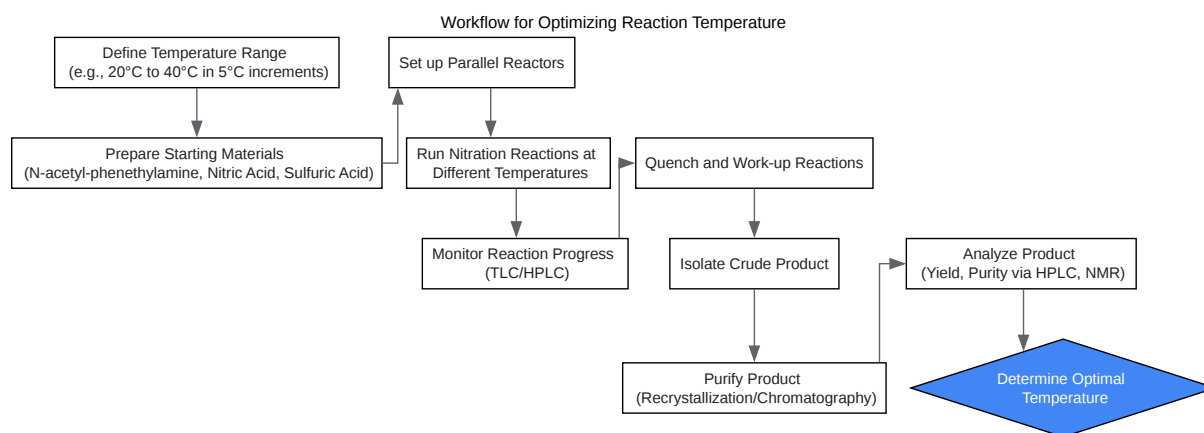 Workflow for Optimizing Reaction Temperature
Define Temperature Range
(e.g., 20°C to 40°C in 5°C increments)
Set up Parallel Reactors
Prepare Starting Materials
(N-acetyl-phenethylamine, Nitric Acid, Sulfuric Acid)
Run Nitration Reactions at
Different Temperatures
Quench and Work-up Reactions
Monitor Reaction Progress
(TLC/HPLC)
Isolate Crude Product
Analyze Product
(Yield, Purity via HPLC, NMR)
Purify Product
(Recrystallization/Chromatography)
Determine Optimal
Temperature